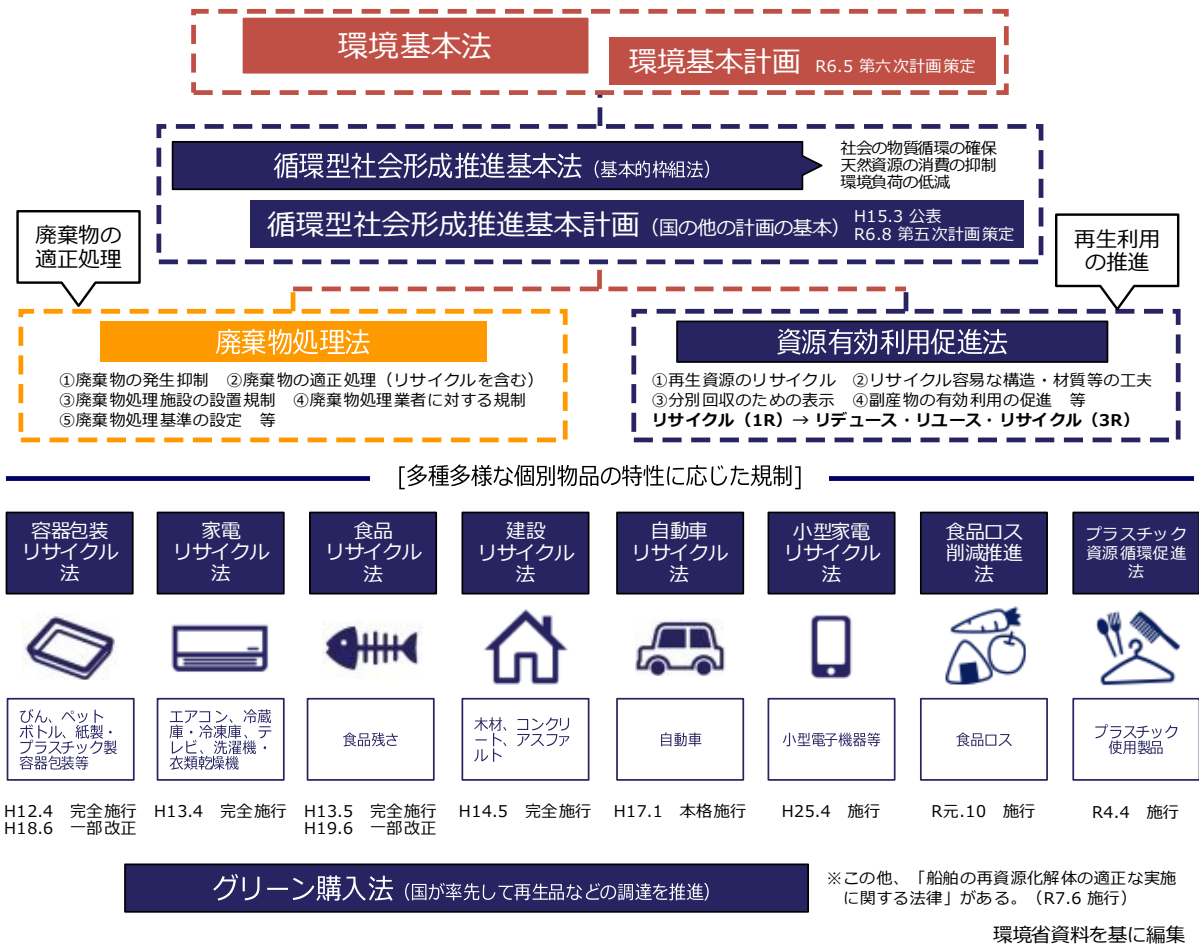 環境基本法
環境基本計画 R6.5 第六次計画策定
循環型社会形成推進基本法（基本的枠組法）
社会の物質循環の確保
天然資源の消費の抑制
環境負荷の低減
循環型社会形成推進基本計画（国の他の計画の基本）
H15.3 公表
R6.8 第五次計画策定
廃棄物の
適正処理
再生利用
の推進
廃棄物処理法
①廃棄物の発生抑制　②廃棄物の適正処理（リサイクルを含む）
③廃棄物処理施設の設置規制　④廃棄物処理業者に対する規制
⑤廃棄物処理基準の設定　等
資源有効利用促進法
①再生資源のリサイクル　②リサイクル容易な構造・材質等の工夫
③分別回収のための表示　④副産物の有効利用の促進　等
リサイクル（1R）→ リデュース・リユース・リサイクル（3R）
[多種多様な個別物品の特性に応じた規制]
容器包装
リサイクル
法
家電
リサイクル
法
食品
リサイクル
法
建設
リサイクル
法
自動車
リサイクル
法
小型家電
リサイクル
法
食品ロス
削減推進
法
プラスチック
資源循環促進
法
びん、ペット
ボトル、紙製・
プラスチック製
容器包装等
エアコン、冷蔵
庫・冷凍庫、テ
レビ、洗濯機・
衣類乾燥機
食品残さ
木材、コンクリ
ート、アスファ
ルト
自動車
小型電子機器等
食品ロス
プラスチック
使用製品
H12.4　完全施行
H18.6　一部改正
H13.4　完全施行
H13.5　完全施行
H19.6　一部改正
H14.5　完全施行
H17.1　本格施行
H25.4　施行
R元.10　施行
R4.4　施行
グリーン購入法（国が率先して再生品などの調達を推進）
※この他、「船舶の再資源化解体の適正な実施
に関する法律」がある。（R7.6 施行）
環境省資料を基に編集